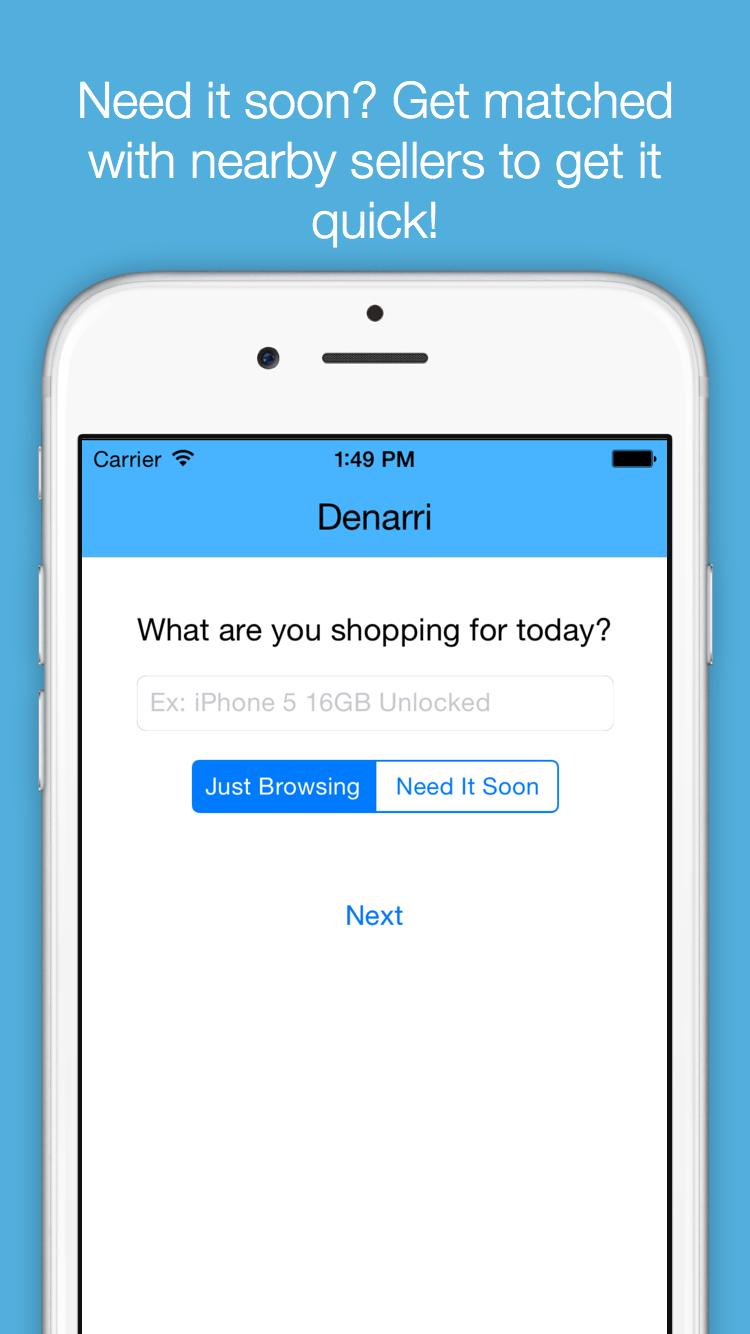 Need it soon? Get matched
with nearby sellers to get it
quick!
Carrier 1:49 PM
Denarri
What are you shopping for today?
Ex: iPhone 5 16GB Unlocked
Just Browsing Need It Soon
Next